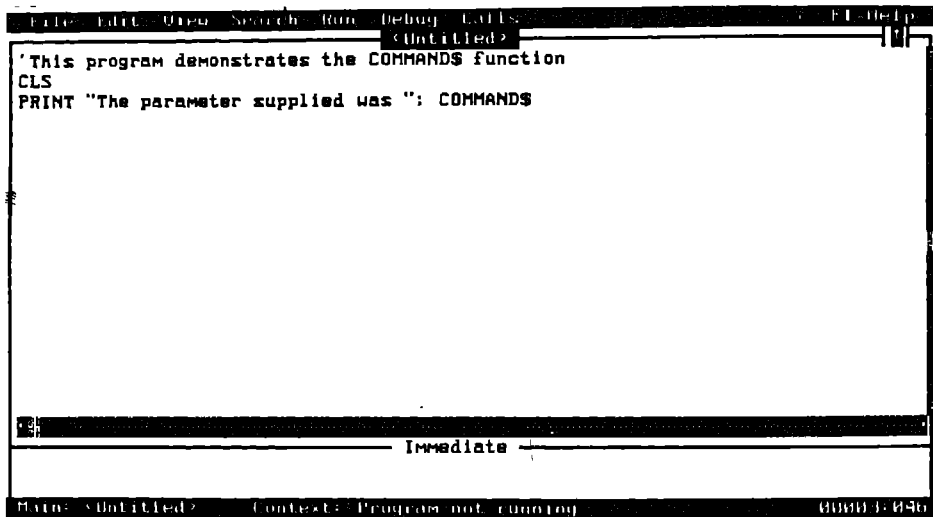 File Edit View Search Run Debug Calls F1=Help
<Untitled>
'This program demonstrates the COMMAND$ function
CLS
PRINT "The parameter supplied was "; COMMAND$
Immediate
Main: <Untitled> Context: Program not running 00003:046